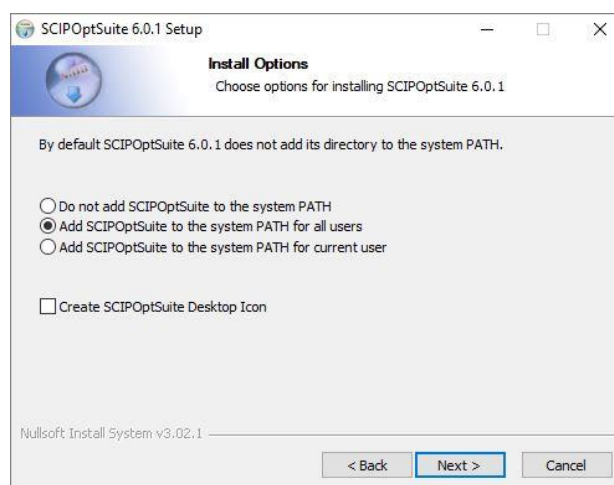 SCIPOptSuite 6.0.1 Setup
Install Options
Choose options for installing SCIPOptSuite 6.0.1
By default SCIPOptSuite 6.0.1 does not add its directory to the system PATH.
Do not add SCIPOptSuite to the system PATH
Add SCIPOptSuite to the system PATH for all users
Add SCIPOptSuite to the system PATH for current user
Create SCIPOptSuite Desktop Icon
Nullsoft Install System v3.02.1
< Back Next > Cancel